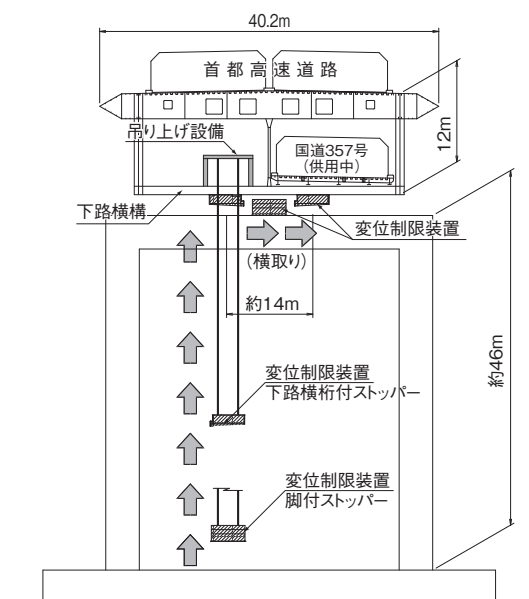 40.2m
首都高速道路
吊り上げ設備
国道357号
(供用中)
12m
下路横構
変位制限装置
(横取り)
約14m
約46m
変位制限装置
下路横桁付ストッパー
変位制限装置
脚付ストッパー